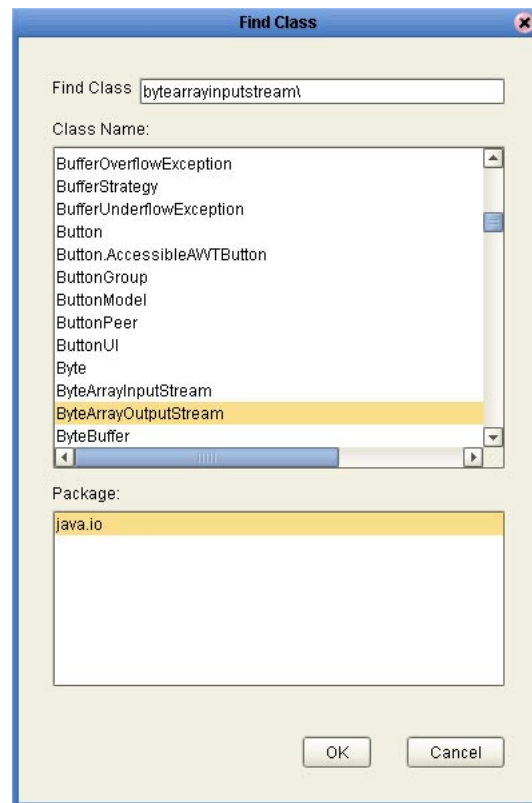 Find Class
Find Class bytearrayinputstream\
Class Name:
BufferOverflowException
BufferStrategy
BufferUnderflowException
Button
Button.AccessibleAWTButton
ButtonGroup
ButtonModel
ButtonPeer
ButtonUI
Byte
ByteArrayInputStream
ByteArrayOutputStream
ByteBuffer
Package:
java.io
OK Cancel